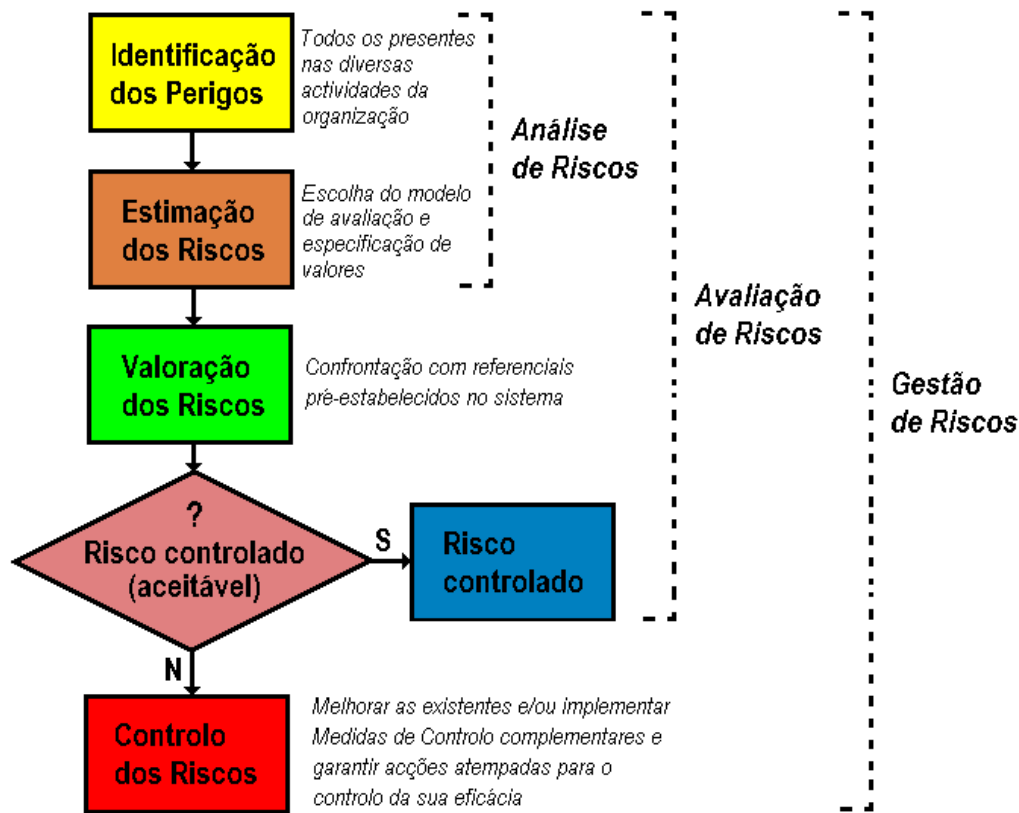 Identificação
dos Perigos
Todos os presentes
nas diversas
actividades da
organização
Análise
de Riscos
Estimação
dos Riscos
Escolha do modelo
de avaliação e
especificação de
valores
Avaliação
de Riscos
Valoração
dos Riscos
Confrontação com referenciais
pré-estabelecidos no sistema
Gestão
de Riscos
?
Risco controlado
(aceitável)
S
Risco
controlado
N
Controlo
dos Riscos
Melhorar as existentes e/ou implementar
Medidas de Controlo complementares e
garantir acções atempadas para o
controlo da sua eficácia